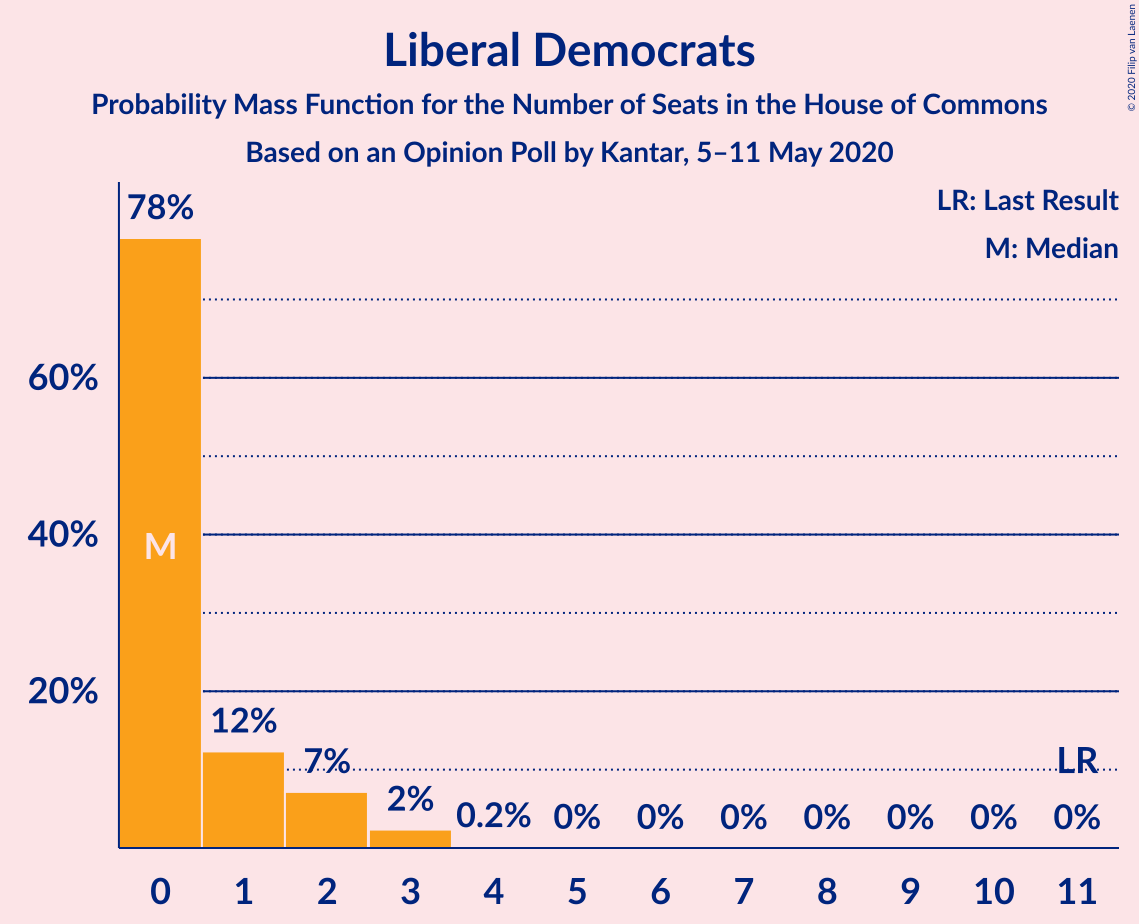 Liberal Democrats
Probability Mass Function for the Number of Seats in the House of Commons
Based on an Opinion Poll by Kantar, 5–11 May 2020
© 2020 Filip van Laenen
LR: Last Result
M: Median
78%
60%
40%
20%
M
12%
7%
2%
0.2%
0%
0%
0%
0%
0%
0%
LR
0%
0 1 2 3 4 5 6 7 8 9 10 11